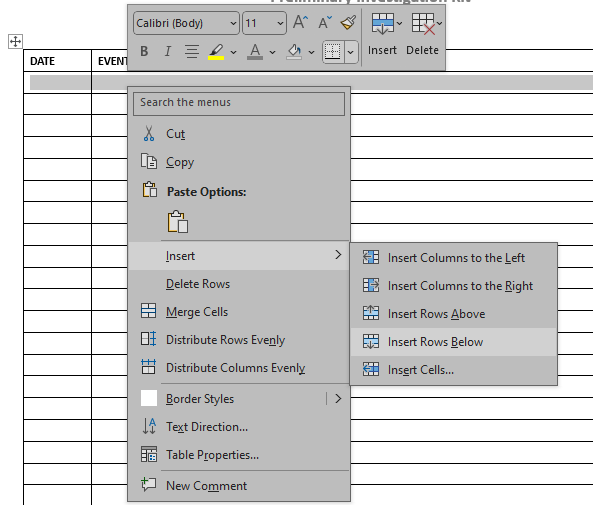 Preliminary Investigation Kit
Calibri (Body) 11 A A
B I A Insert Delete
DATE EVENT
Search the menus
Cut
Copy
Paste Options:
Insert
Delete Rows
Merge Cells
Distribute Rows Evenly
Distribute Columns Evenly
Border Styles
Text Direction...
Table Properties...
New Comment
Insert Columns to the Left
Insert Columns to the Right
Insert Rows Above
Insert Rows Below
Insert Cells...